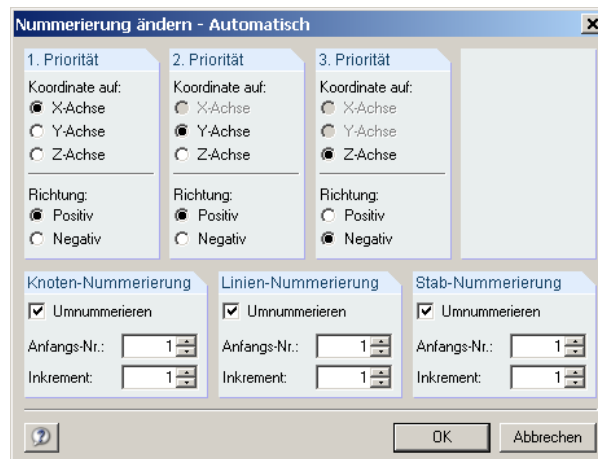 Nummerierung ändern - Automatisch
1. Priorität
Koordinate auf:
X-Achse
Y-Achse
Z-Achse
Richtung:
Positiv
Negativ
2. Priorität
Koordinate auf:
X-Achse
Y-Achse
Z-Achse
Richtung:
Positiv
Negativ
3. Priorität
Koordinate auf:
X-Achse
Y-Achse
Z-Achse
Richtung:
Positiv
Negativ
Knoten-Nummerierung
Umnummerieren
Anfangs-Nr.: 1
Inkrement: 1
Linien-Nummerierung
Umnummerieren
Anfangs-Nr.: 1
Inkrement: 1
Stab-Nummerierung
Umnummerieren
Anfangs-Nr.: 1
Inkrement: 1
OK
Abbrechen